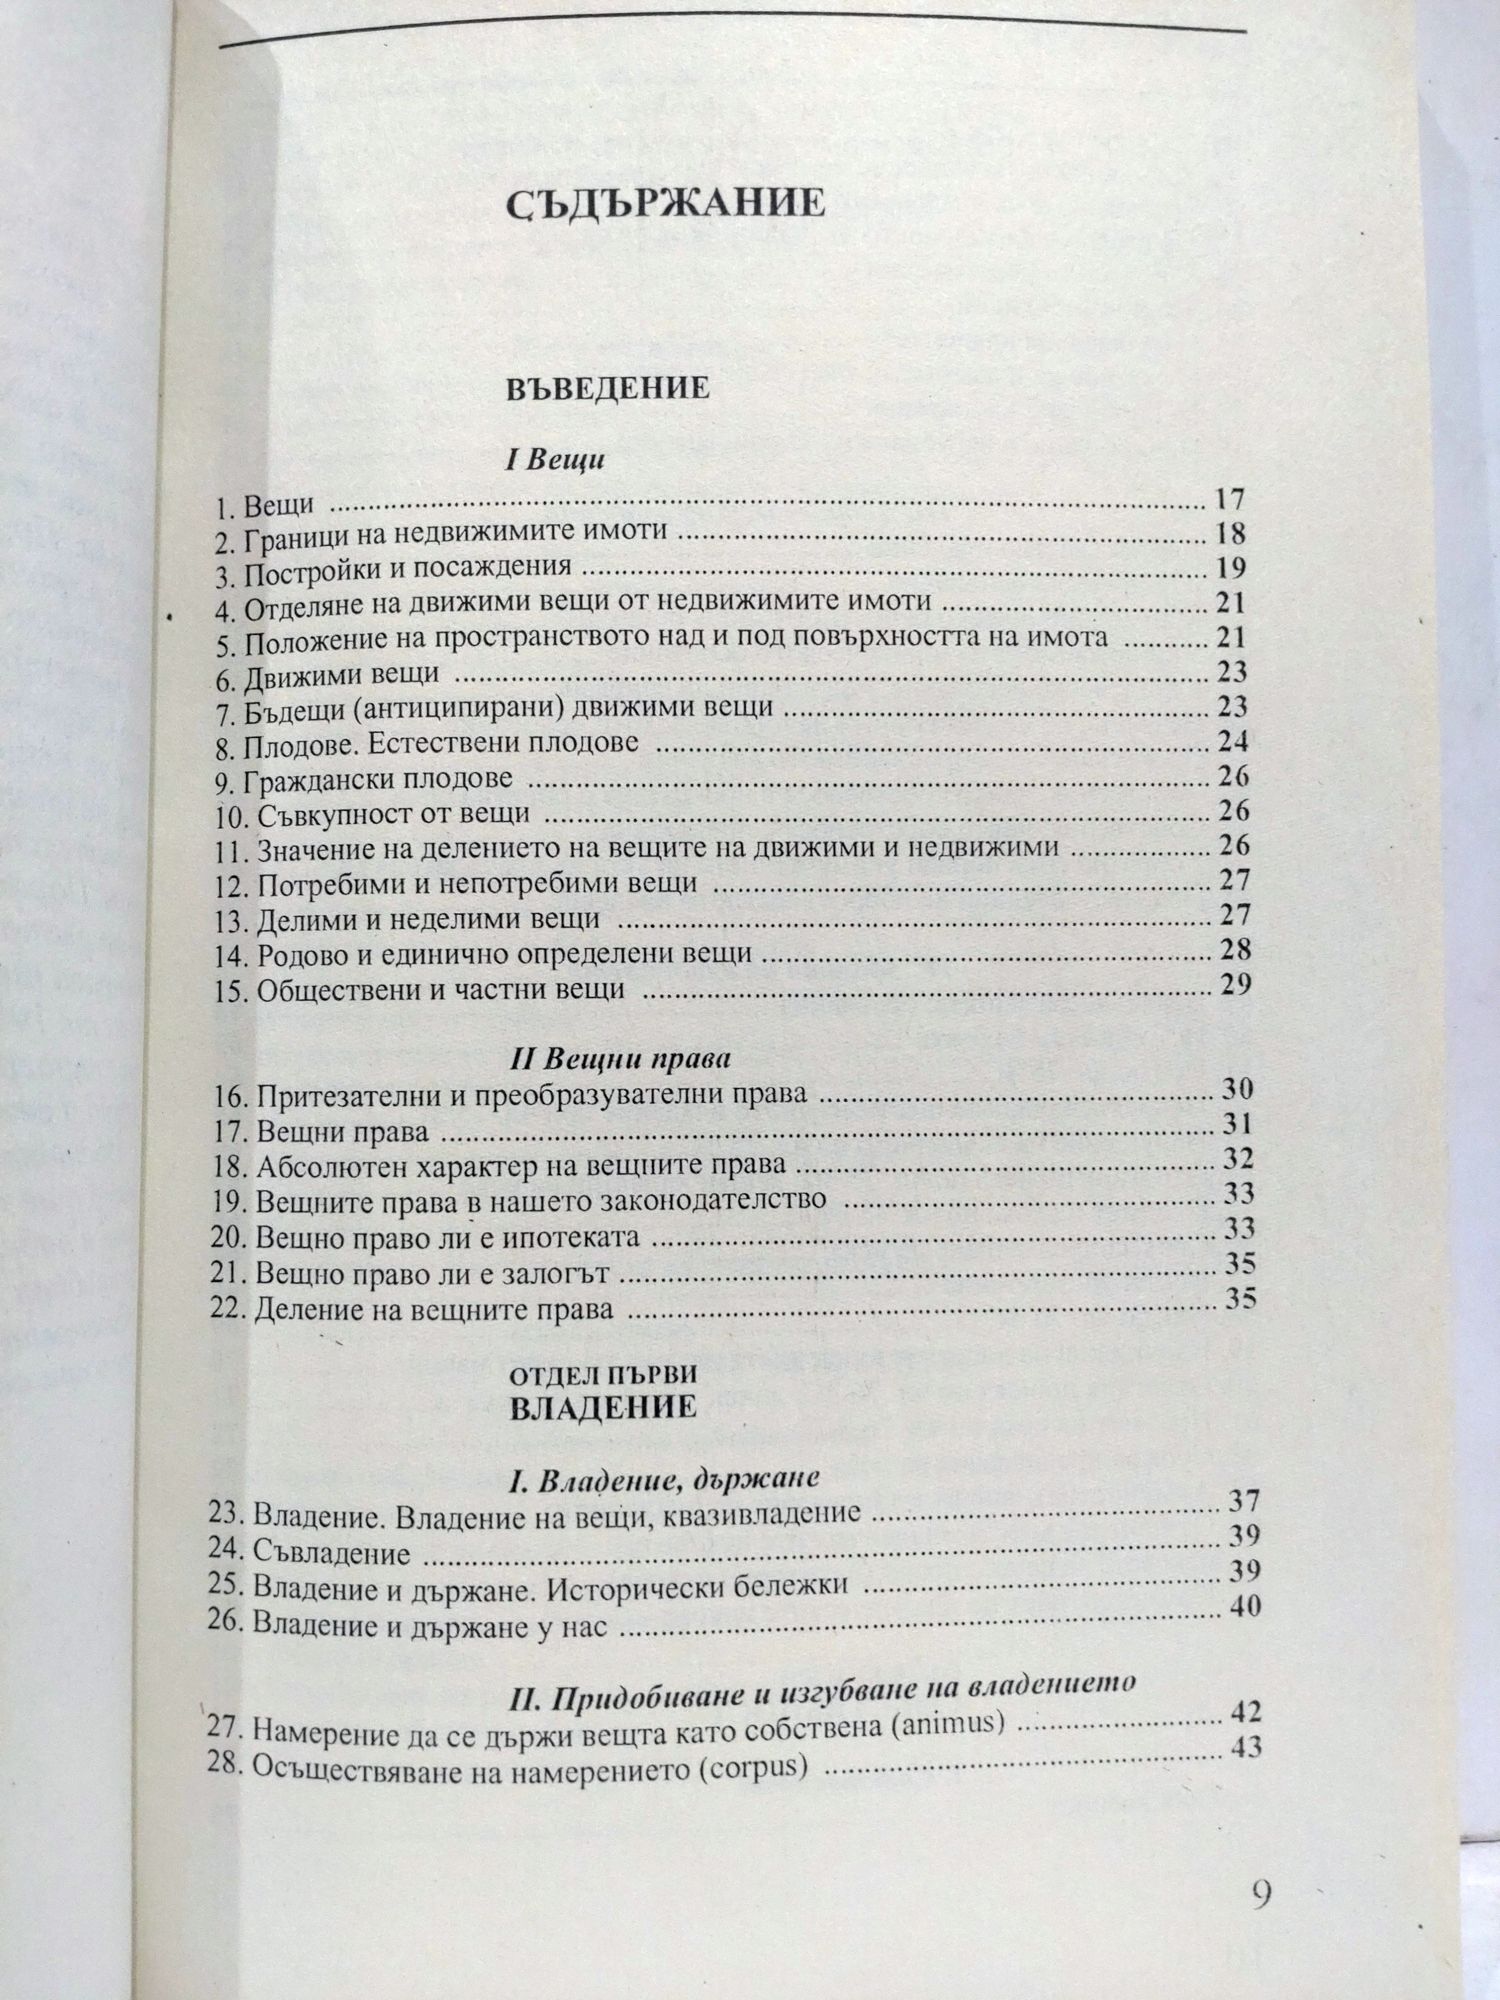 СЪДЪРЖАНИЕ
ВЪВЕДЕНИЕ
I Вещи
1. Вещи ........ 17
2. Граници на недвижимите имоти ........ 18
3. Постройки и посаждения ........ 19
4. Отделяне на движими вещи от недвижимите имоти ........ 21
5. Положение на пространството над и под повърхността на имота ........ 21
6. Движими вещи ........ 23
7. Бъдещи (антиципирани) движими вещи ........ 23
8. Плодове. Естествени плодове ........ 24
9. Граждански плодове ........ 26
10. Съвкупност от вещи ........ 26
11. Значение на делението на вещите на движими и недвижими ........ 26
12. Потребими и непотребими вещи ........ 27
13. Делими и неделими вещи ........ 27
14. Родово и единично определени вещи ........ 28
15. Обществени и частни вещи ........ 29
II Вещни права
16. Притезателни и преобразувателни права ........ 30
17. Вещни права ........ 31
18. Абсолютен характер на вещните права ........ 32
19. Вещните права в нашето законодателство ........ 33
20. Вещно право ли е ипотеката ........ 33
21. Вещно право ли е залогът ........ 35
22. Деление на вещните права ........ 35
ОТДЕЛ ПЪРВИ
ВЛАДЕНИЕ
I. Владение, държане
23. Владение. Владение на вещи, квазивладение ........ 37
24. Съвладение ........ 39
25. Владение и държане. Исторически бележки ........ 39
26. Владение и държане у нас ........ 40
II. Придобиване и изгубване на владението
27. Намерение да се държи вещта като собствена (animus) ........ 42
28. Осъществяване на намерението (corpus) ........ 43
9